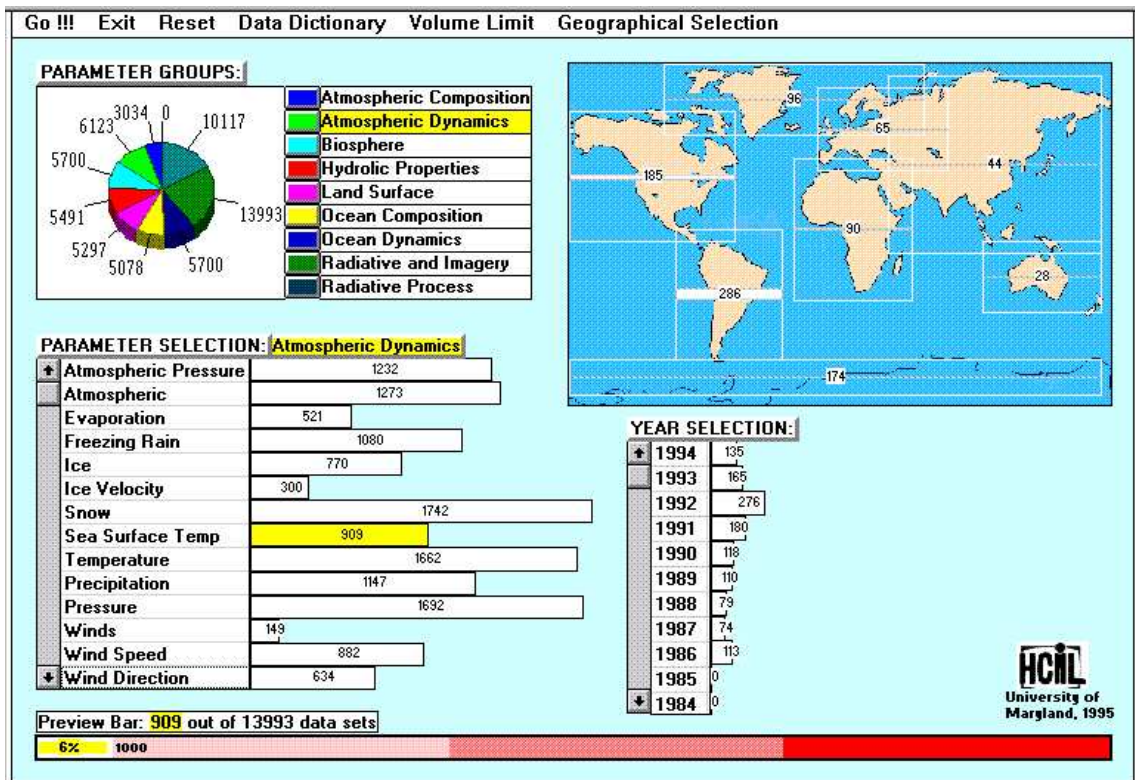 Go !!! Exit Reset Data Dictionary Volume Limit Geographical Selection
PARAMETER GROUPS:
3034
0
6123
10117
5700
5491
13993
5297
5078
5700
Atmospheric Composition
Atmospheric Dynamics
Biosphere
Hydrolic Properties
Land Surface
Ocean Composition
Ocean Dynamics
Radiative and Imagery
Radiative Process
96
65
44
185
90
28
286
174
PARAMETER SELECTION: Atmospheric Dynamics
Atmospheric Pressure 1232
Atmospheric 1273
Evaporation 521
Freezing Rain 1080
Ice 770
Ice Velocity 300
Snow 1742
Sea Surface Temp 909
Temperature 1662
Precipitation 1147
Pressure 1692
Winds 149
Wind Speed 882
Wind Direction 634
YEAR SELECTION:
1994 135
1993 165
1992 276
1991 180
1990 118
1989 110
1988 79
1987 74
1986 113
1985 0
1984 0
HCIL
University of
Maryland, 1995
Preview Bar: 909 out of 13993 data sets
6% 1000